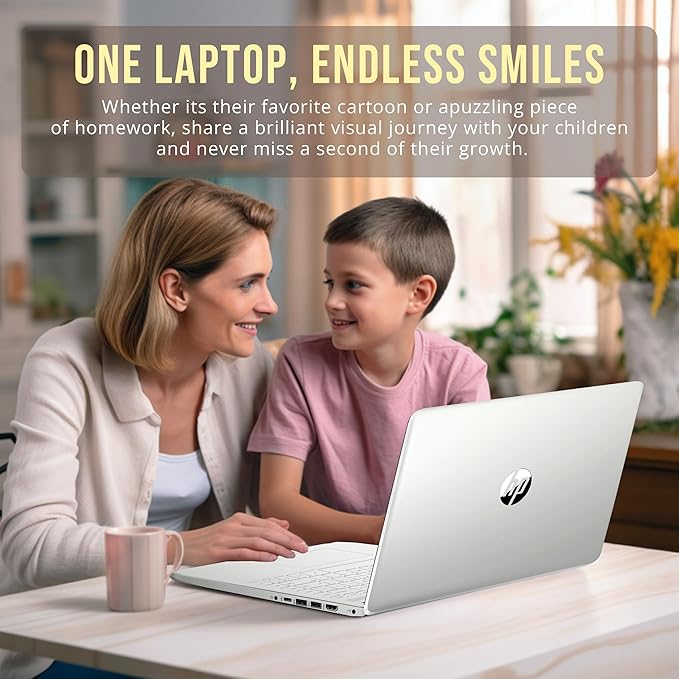 ONE LAPTOP, ENDLESS SMILES
Whether its their favorite cartoon or apuzzling piece
of homework, share a brilliant visual journey with your children
and never miss a second of their growth.
hp